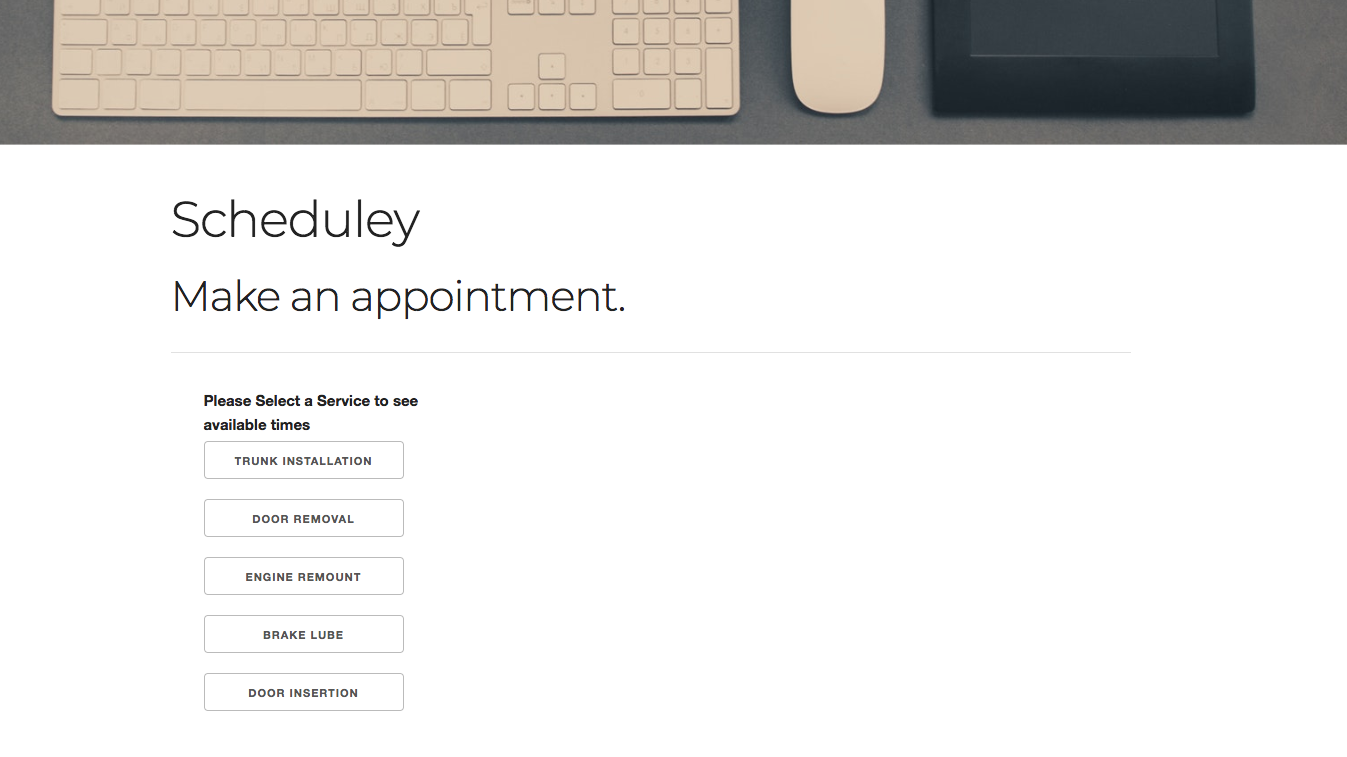 Scheduley
Make an appointment.
Please Select a Service to see
available times
TRUNK INSTALLATION
DOOR REMOVAL
ENGINE REMOUNT
BRAKE LUBE
DOOR INSERTION